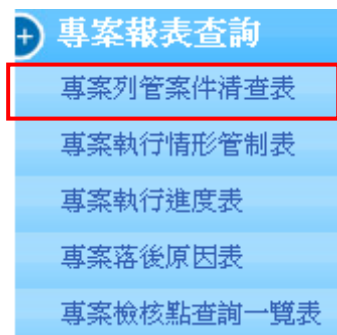 專案報表查詢
專案列管案件清查表
專案執行情形管制表
專案執行進度表
專案落後原因表
專案檢核點查詢一覽表